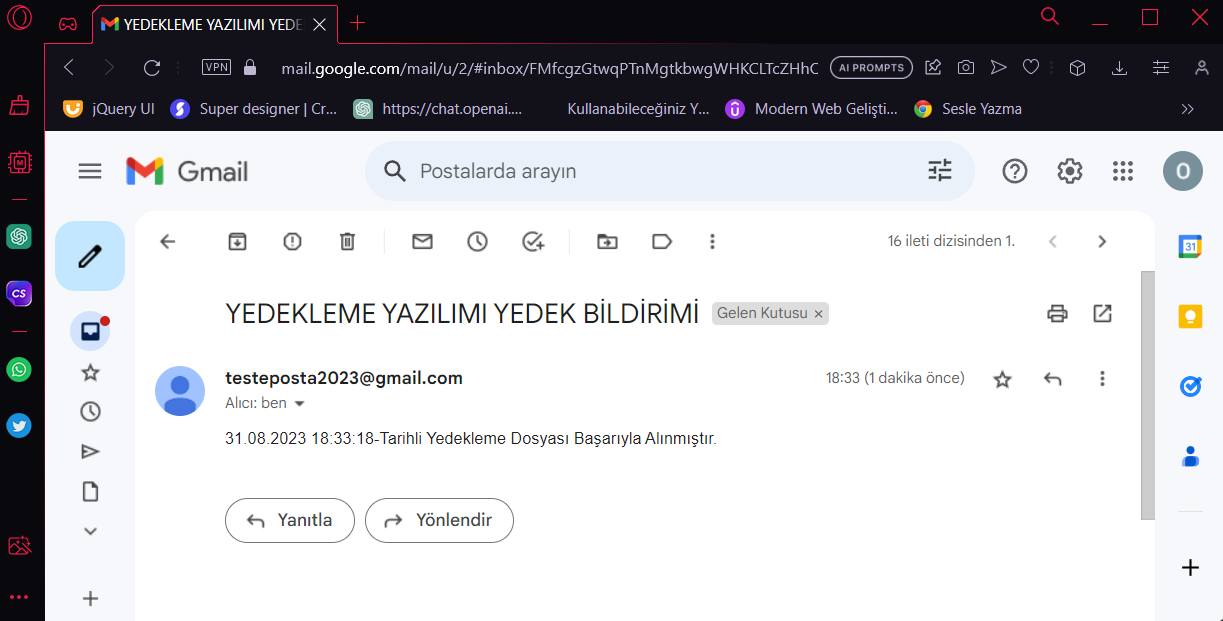 YEDEKLEME YAZILIMI YEDE
VPN
mail.google.com/mail/u/2/#inbox/FMfcgzGtwqPTnMgtkbwgWHKCLTcZHhC
AI PROMPTS
jQuery UI
Super designer | Cr...
https://chat.openai....
Kullanabileceğiniz Y...
Modern Web Gelişti...
Sesle Yazma
Gmail
Postalarda arayın
O
16 ileti dizisinden 1.
31
YEDEKLEME YAZILIMI YEDEK BİLDİRİMİ
Gelen Kutusu ×
testeposta2023@gmail.com
18:33 (1 dakika önce)
Alıcı: ben
31.08.2023 18:33:18-Tarihli Yedekleme Dosyası Başarıyla Alınmıştır.
Yanıtla
Yönlendir
CS
M